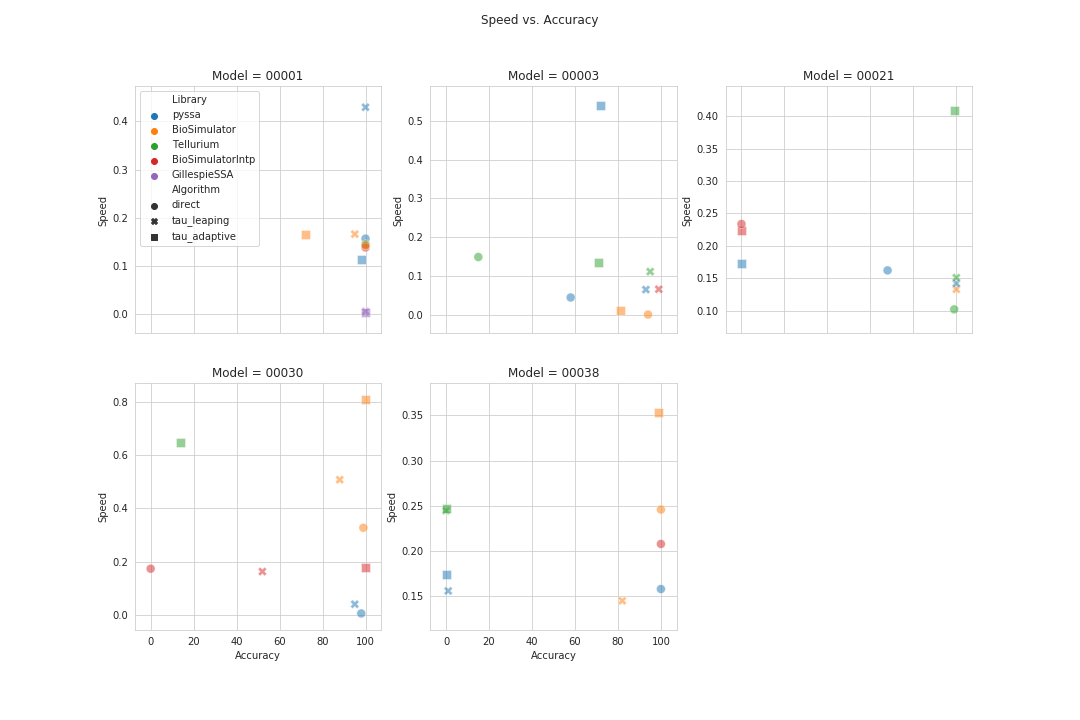 Speed vs. Accuracy
Model = 00001
Model = 00003
Model = 00021
Library
pyssa
BioSimulator
Tellurium
BioSimulatorIntp
GillespieSSA
Algorithm
direct
tau_leaping
tau_adaptive
Speed
0.4
0.3
0.2
0.1
0.0
Speed
0.5
0.4
0.3
0.2
0.1
0.0
Speed
0.40
0.35
0.30
0.25
0.20
0.15
0.10
Model = 00030
Model = 00038
Speed
0.8
0.6
0.4
0.2
0.0
0 20 40 60 80 100
Accuracy
Speed
0.35
0.30
0.25
0.20
0.15
0 20 40 60 80 100
Accuracy